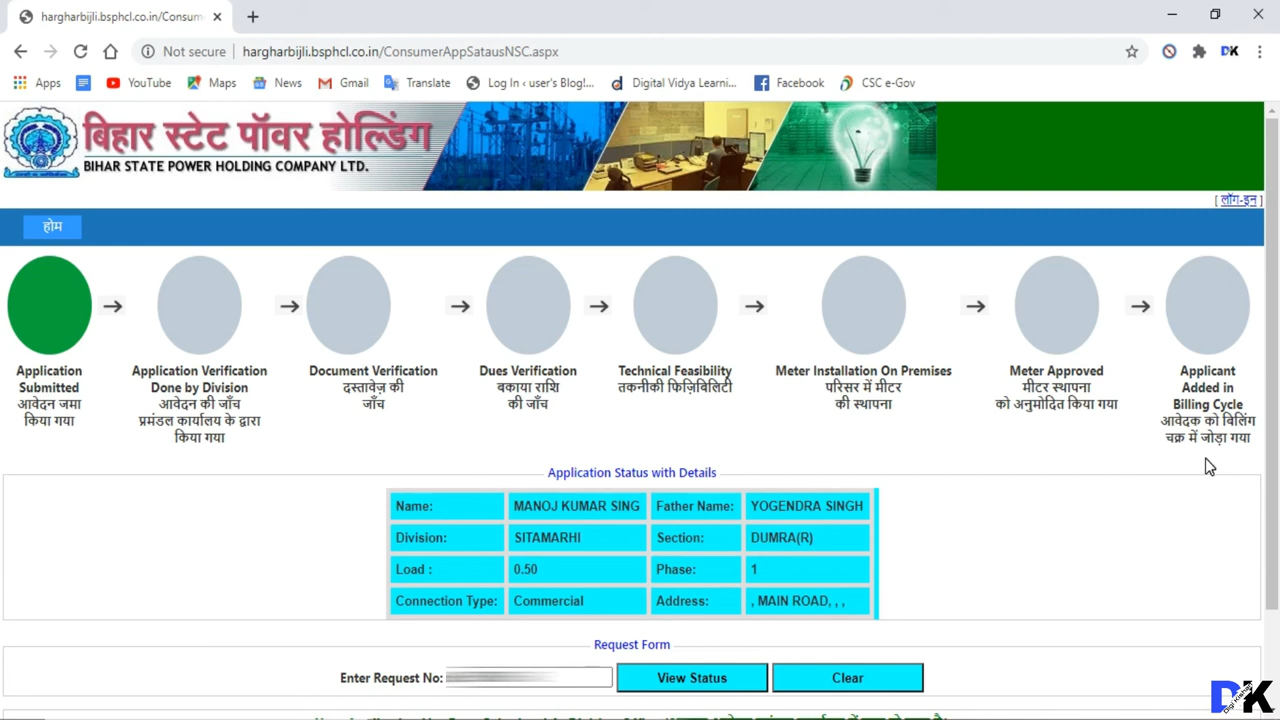 hargharbijli.bsphcl.co.in/Consum
Not secure hargharbijli.bsphcl.co.in/ConsumerAppSatausNSC.aspx DK
Apps YouTube Maps News Gmail Translate Log In ‹ user's Blog!... Digital Vidya Learni... Facebook CSC e-Gov
बिहार स्टेट पॉवर होल्डिंग
BIHAR STATE POWER HOLDING COMPANY LTD.
[ लॉग-इन ]
होम
Application
Submitted
आवेदन जमा
किया गया
Application Verification
Done by Division
आवेदन की जाँच
प्रमंडल कार्यालय के द्वारा
किया गया
Document Verification
दस्तावेज़ की
जाँच
Dues Verification
बकाया राशि
की जाँच
Technical Feasibility
तकनीकी फिज़िबिलिटी
Meter Installation On Premises
परिसर में मीटर
की स्थापना
Meter Approved
मीटर स्थापना
को अनुमोदित किया गया
Applicant
Added in
Billing Cycle
आवेदक को बिलिंग
चक्र में जोड़ा गया
Application Status with Details
Name: MANOJ KUMAR SING Father Name: YOGENDRA SINGH
Division: SITAMARHI Section: DUMRA(R)
Load : 0.50 Phase: 1
Connection Type: Commercial Address: , MAIN ROAD, , ,
Request Form
Enter Request No: View Status Clear
DK